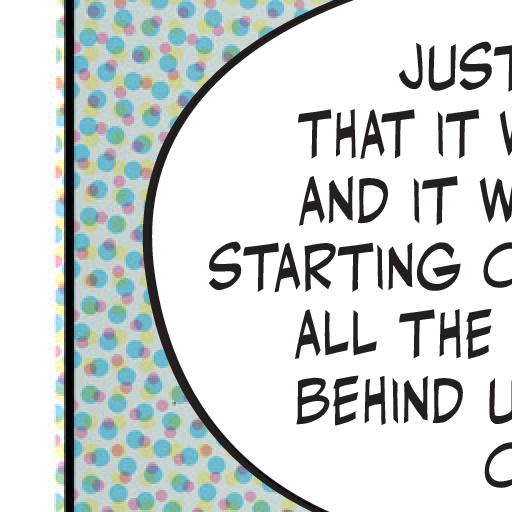 JUST
THAT IT W
AND IT W
STARTING O
ALL THE
BEHIND U